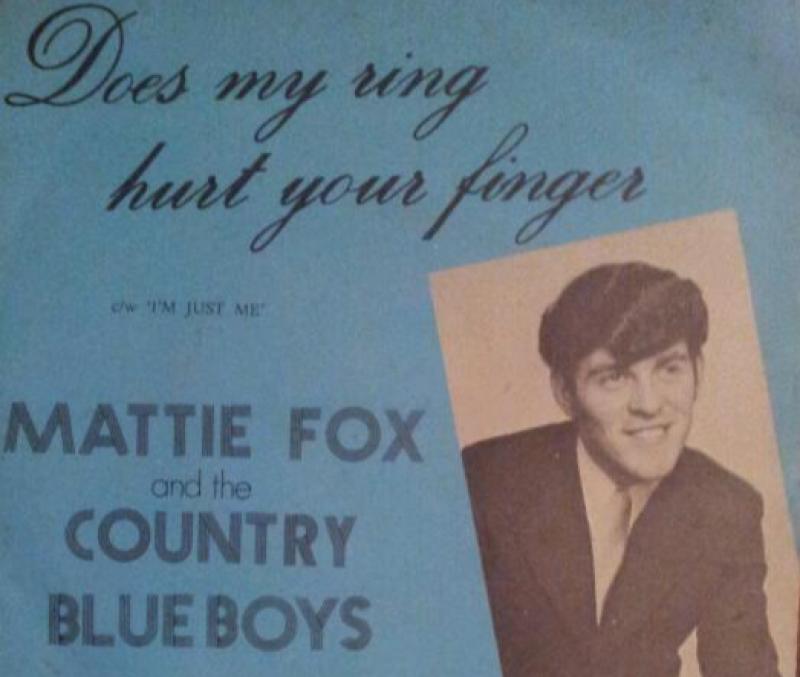 Does my ring
hurt your finger
c/w 'I'M JUST ME'
MATTIE FOX
and the
COUNTRY
BLUE BOYS